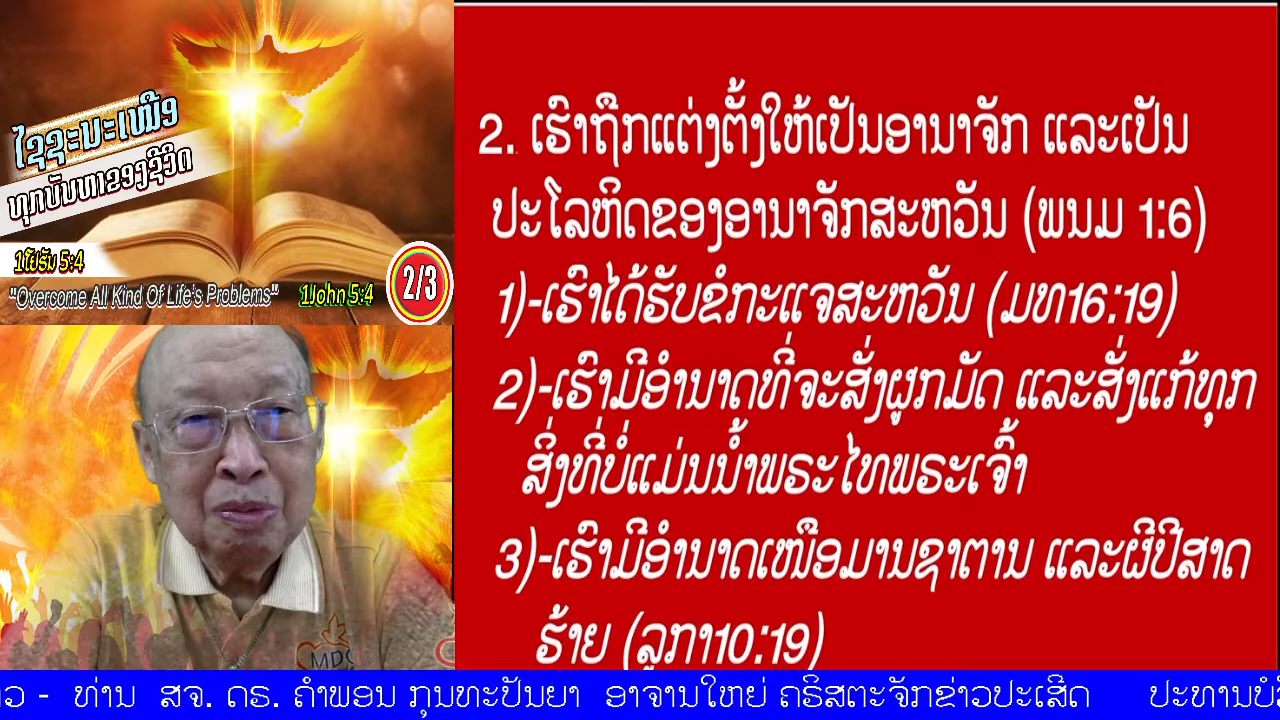 ໄຊຊະນະເໜືອ
ທຸກບັນຫາຂອງຊີວິດ
1ໂຢຮັນ 5:4
"Overcome All Kind Of Life's Problems"
1John 5:4
2/3
2. ເຮົາຖືກແຕ່ງຕັ້ງໃຫ້ເປັນອານາຈັກ ແລະເປັນ
ປະໂລຫິດຂອງອານາຈັກສະຫວັນ (ພນມ 1:6)
1)-ເຮົາໄດ້ຮັບຂໍກະແຈສະຫວັນ (ມທ16:19)
2)-ເຮົາມີອໍານາດທີ່ຈະສັ່ງຜູກມັດ ແລະສັ່ງແກ້ທຸກ
ສິ່ງທີ່ບໍ່ແມ່ນນໍ້າພຣະໄທພຣະເຈົ້າ
3)-ເຮົາມີອໍານາດເໜືອມານຊາຕານ ແລະຜີປີສາດ
ຮ້າຍ (ລູກາ10:19)
MDC
ວ - ທ່ານ ສຈ. ດຣ. ຄໍາພອນ ກຸນທະປັນຍາ ອາຈານໃຫຍ່ ຄຣິສຕະຈັກຂ່າວປະເສີດ ປະທານບໍ